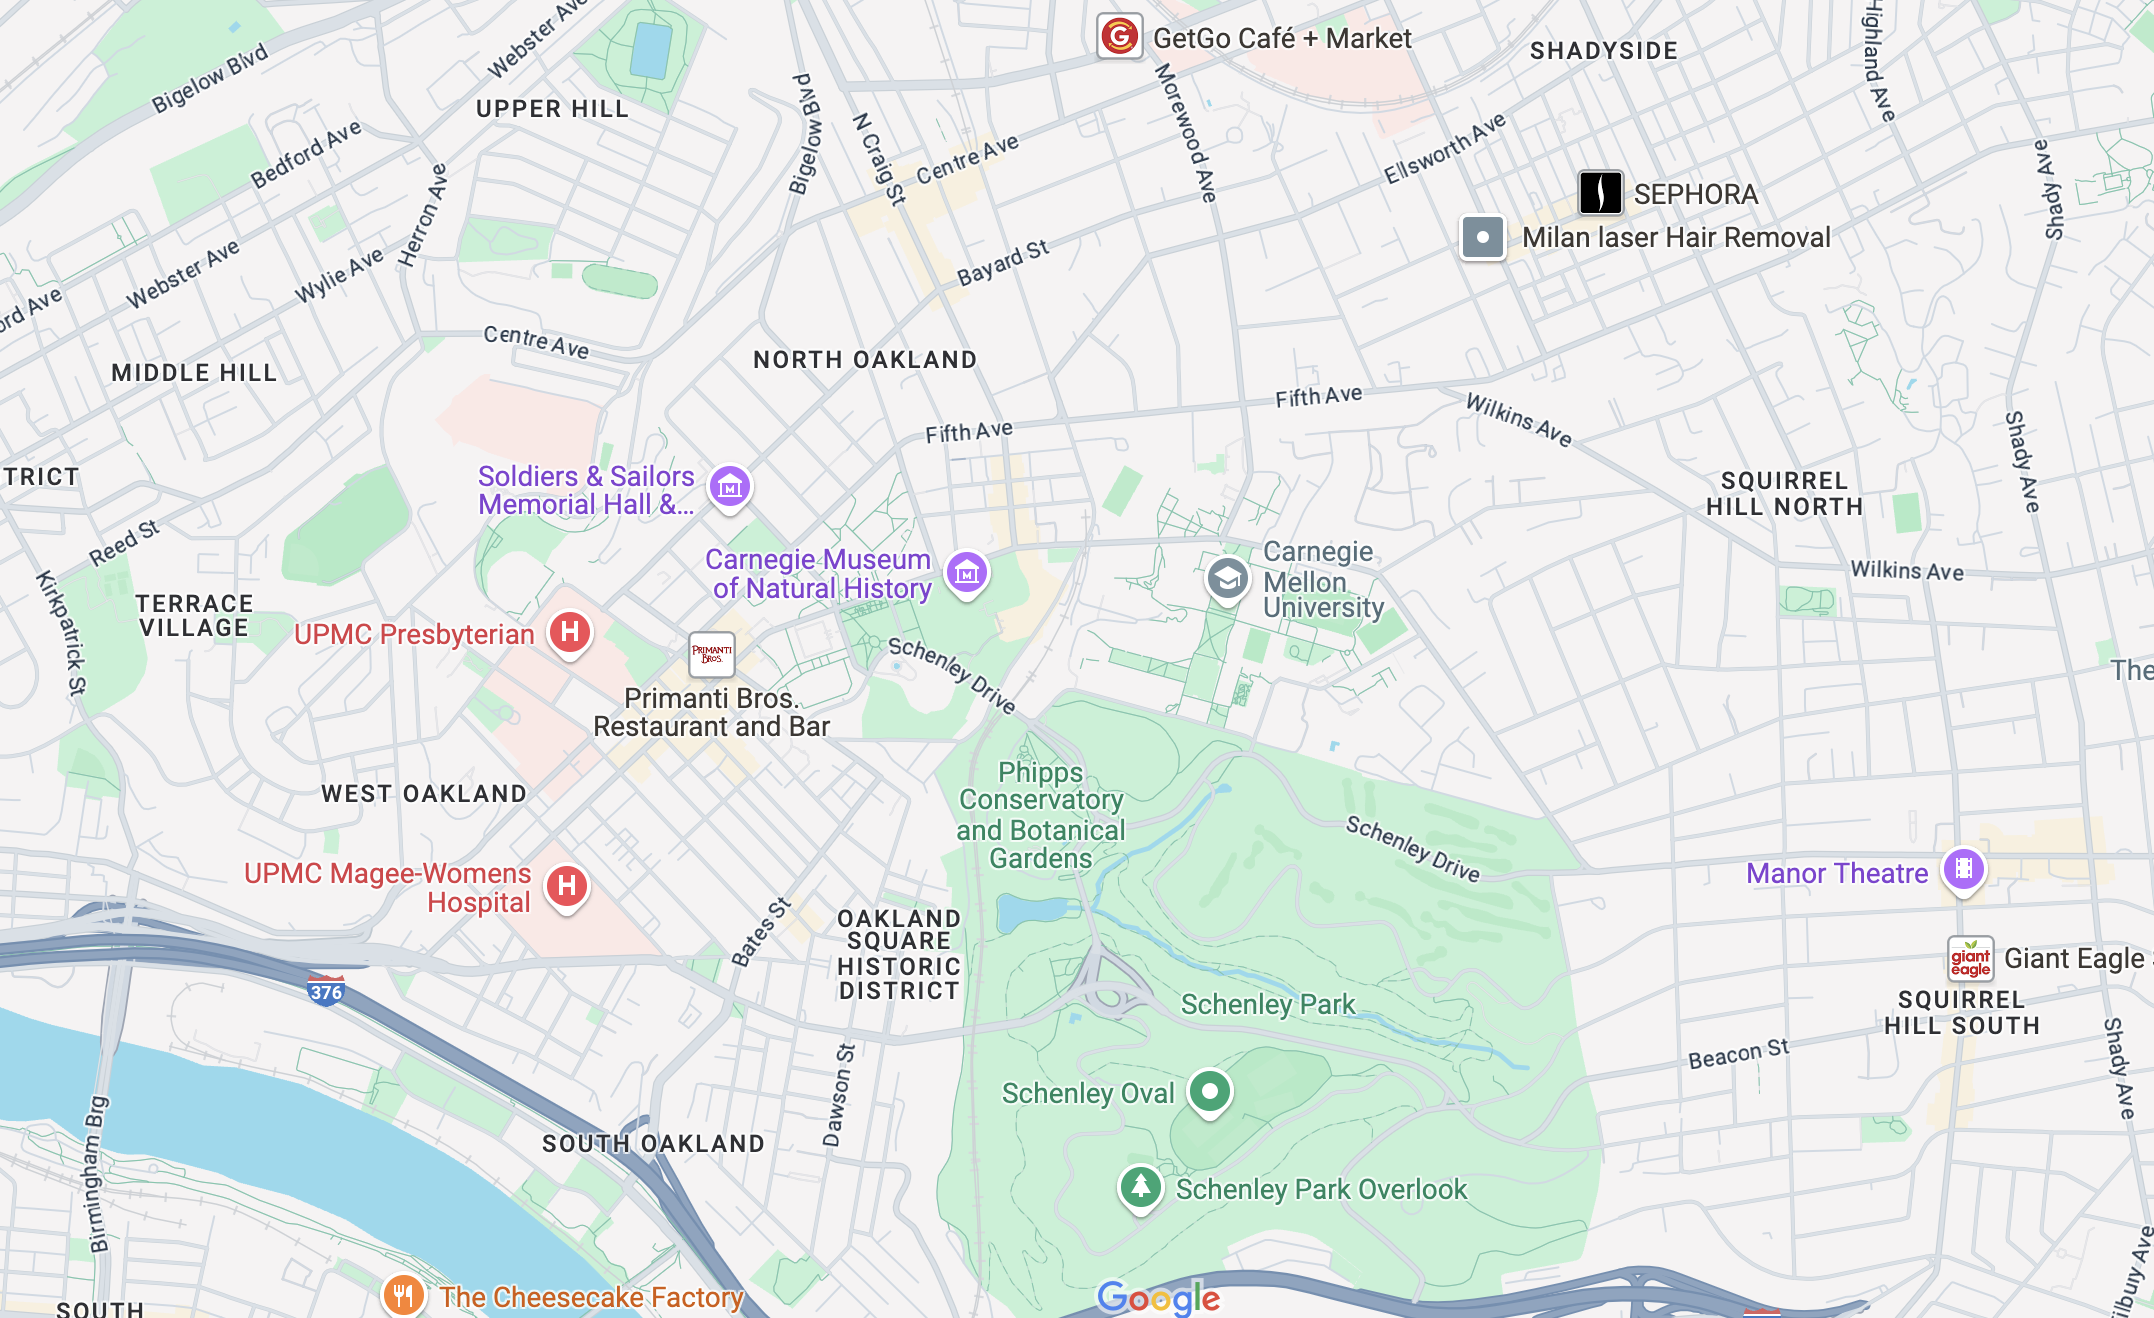 GetGo Café + Market
SHADYSIDE
Highland Ave
Webster Ave
Bigelow Blvd
UPPER HILL
Bigelow Blvd
N Craig St
Morewood Ave
Centre Ave
Ellsworth Ave
Bedford Ave
Herron Ave
Shady Ave
SEPHORA
Milan laser Hair Removal
Webster Ave
Wylie Ave
Bayard St
ord Ave
Centre Ave
NORTH OAKLAND
MIDDLE HILL
Fifth Ave
Fifth Ave
Wilkins Ave
Shady Ave
TRICT
Soldiers & Sailors
Memorial Hall &...
SQUIRREL
HILL NORTH
Reed St
Carnegie Museum
of Natural History
Carnegie
Mellon
University
Wilkins Ave
Kirkpatrick St
TERRACE
VILLAGE
UPMC Presbyterian
H
PRIMANTI
BROS.
Schenley Drive
The
Primanti Bros.
Restaurant and Bar
Phipps
Conservatory
and Botanical
Gardens
WEST OAKLAND
Schenley Drive
UPMC Magee-Womens
Hospital
H
Manor Theatre
Bates St
OAKLAND
SQUARE
HISTORIC
DISTRICT
giant
eagle
Giant Eagle
376
Schenley Park
SQUIRREL
HILL SOUTH
Beacon St
Shady Ave
Dawson St
Schenley Oval
Birmingham Brg
SOUTH OAKLAND
Schenley Park Overlook
ilbury Ave
The Cheesecake Factory
Google
SOUTH